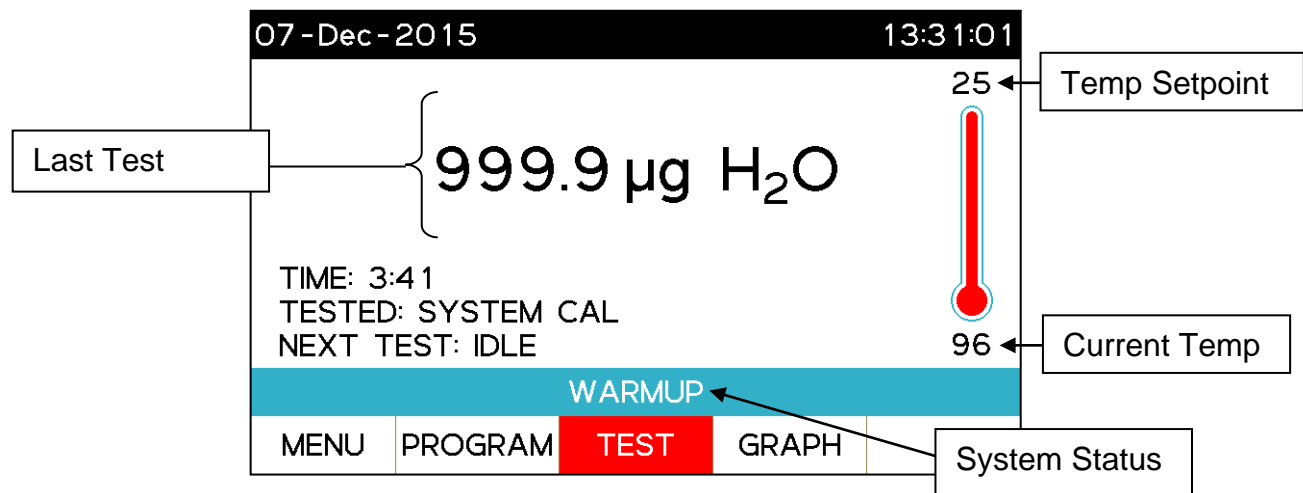 07-Dec-2015 13:31:01
25
Temp Setpoint
Last Test
999.9 µg H₂O
TIME: 3:41
TESTED: SYSTEM CAL
NEXT TEST: IDLE
96
Current Temp
WARMUP
MENU PROGRAM TEST GRAPH
System Status